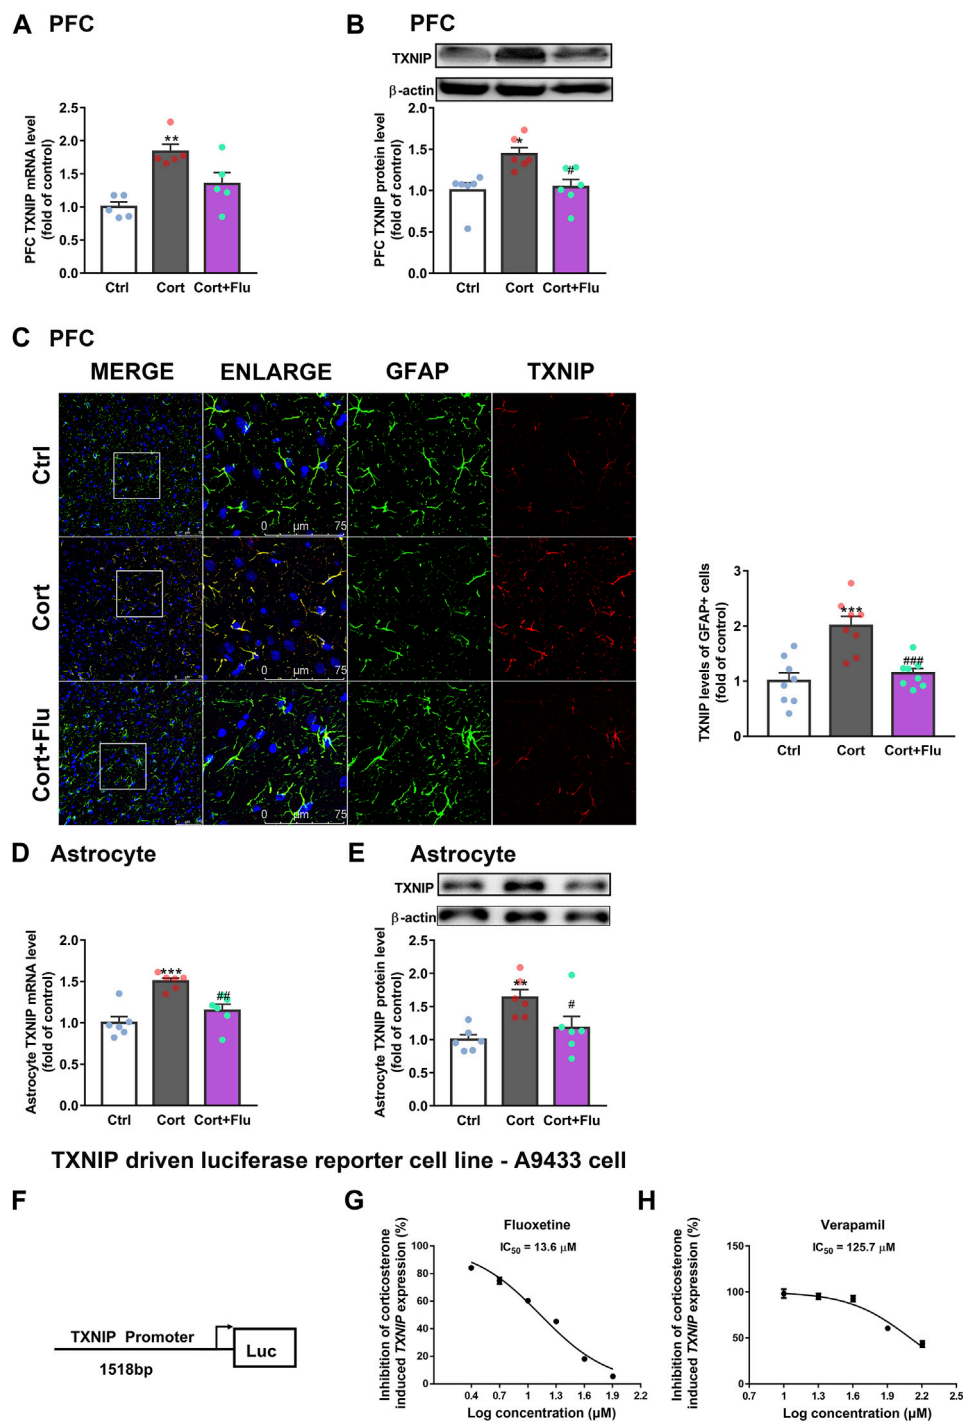 A PFC
PFC TXNIP mRNA level
(fold of control)
2.5
2.0
1.5
1.0
0.5
0.0
**
Ctrl Cort Cort+Flu
B PFC
TXNIP
β-actin
PFC TXNIP protein level
(fold of control)
2.0
1.5
1.0
0.5
0.0
*
#
Ctrl Cort Cort+Flu
C PFC
MERGE ENLARGE GFAP TXNIP
Ctrl
0 µm 75
Cort
0 µm 75
Cort+Flu
0 µm 75
TXNIP levels of GFAP+ cells
(fold of control)
3
2
1
0
***
###
Ctrl Cort Cort+Flu
D Astrocyte
Astrocyte TXNIP mRNA level
(fold of control)
2.0
1.5
1.0
0.5
0.0
***
##
Ctrl Cort Cort+Flu
E Astrocyte
TXNIP
β-actin
Astrocyte TXNIP protein level
(fold of control)
2.5
2.0
1.5
1.0
0.5
0.0
**
#
Ctrl Cort Cort+Flu
TXNIP driven luciferase reporter cell line - A9433 cell
F
TXNIP Promoter
1518bp
Luc
G
Fluoxetine
IC50 = 13.6 µM
Inhibition of corticosterone
induced TXNIP expression (%)
100
80
60
40
20
0
0.4 0.7 1 1.3 1.6 1.9 2.2
Log concentration (µM)
H
Verapamil
IC50 = 125.7 µM
Inhibition of corticosterone
induced TXNIP expression (%)
150
100
50
0
0.7 1 1.3 1.6 1.9 2.2 2.5
Log concentration (µM)